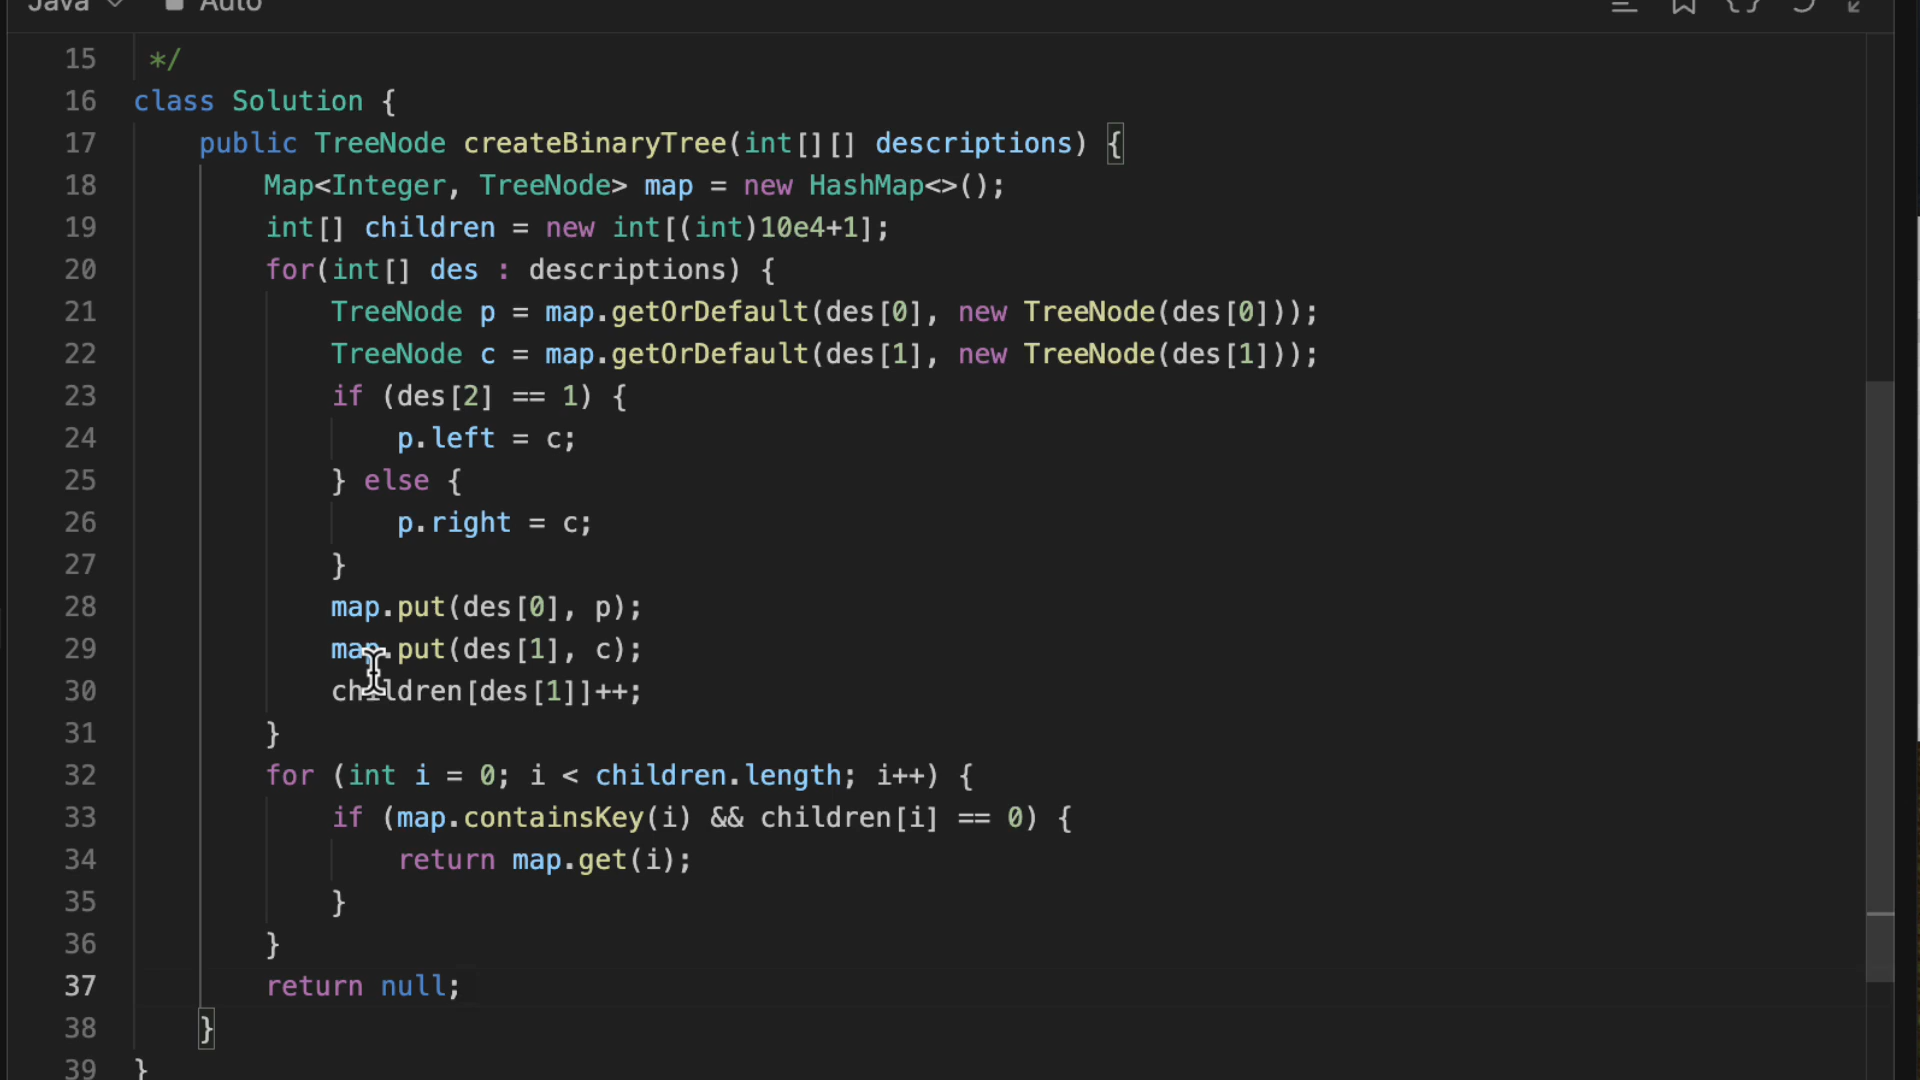 Java Auto
15 */
16 class Solution {
17 public TreeNode createBinaryTree(int[][] descriptions) {
18 Map<Integer, TreeNode> map = new HashMap<>();
19 int[] children = new int[(int)10e4+1];
20 for(int[] des : descriptions) {
21 TreeNode p = map.getOrDefault(des[0], new TreeNode(des[0]));
22 TreeNode c = map.getOrDefault(des[1], new TreeNode(des[1]));
23 if (des[2] == 1) {
24 p.left = c;
25 } else {
26 p.right = c;
27 }
28 map.put(des[0], p);
29 map.put(des[1], c);
30 children[des[1]]++;
31 }
32 for (int i = 0; i < children.length; i++) {
33 if (map.containsKey(i) && children[i] == 0) {
34 return map.get(i);
35 }
36 }
37 return null;
38 }
39 }